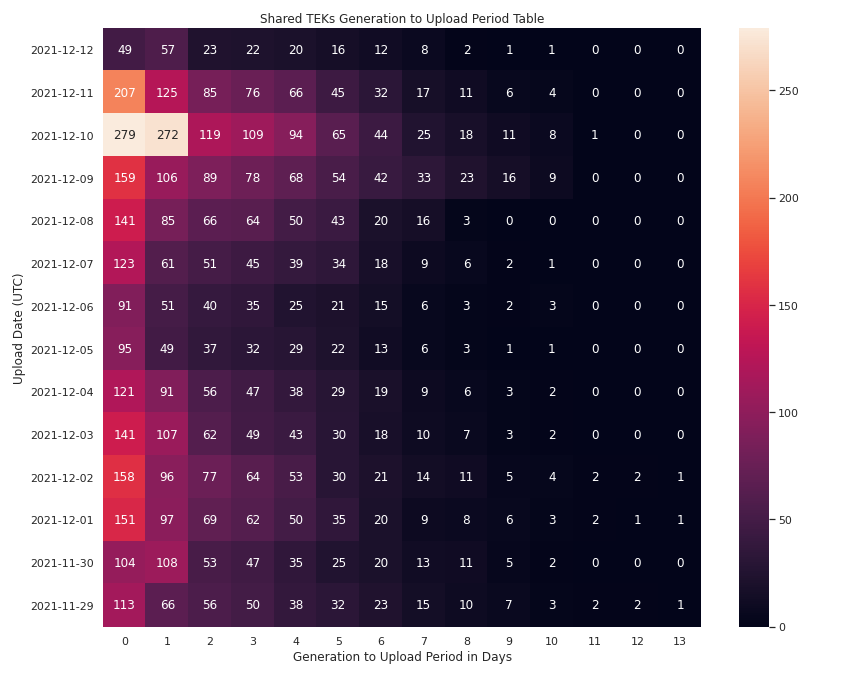 Shared TEKs Generation to Upload Period Table
Upload Date (UTC)
2021-12-12 49 57 23 22 20 16 12 8 2 1 1 0 0 0
2021-12-11 207 125 85 76 66 45 32 17 11 6 4 0 0 0
2021-12-10 279 272 119 109 94 65 44 25 18 11 8 1 0 0
2021-12-09 159 106 89 78 68 54 42 33 23 16 9 0 0 0
2021-12-08 141 85 66 64 50 43 20 16 3 0 0 0 0 0
2021-12-07 123 61 51 45 39 34 18 9 6 2 1 0 0 0
2021-12-06 91 51 40 35 25 21 15 6 3 2 3 0 0 0
2021-12-05 95 49 37 32 29 22 13 6 3 1 1 0 0 0
2021-12-04 121 91 56 47 38 29 19 9 6 3 2 0 0 0
2021-12-03 141 107 62 49 43 30 18 10 7 3 2 0 0 0
2021-12-02 158 96 77 64 53 30 21 14 11 5 4 2 2 1
2021-12-01 151 97 69 62 50 35 20 9 8 6 3 2 1 1
2021-11-30 104 108 53 47 35 25 20 13 11 5 2 0 0 0
2021-11-29 113 66 56 50 38 32 23 15 10 7 3 2 2 1
0 1 2 3 4 5 6 7 8 9 10 11 12 13
Generation to Upload Period in Days
250
200
150
100
50
0